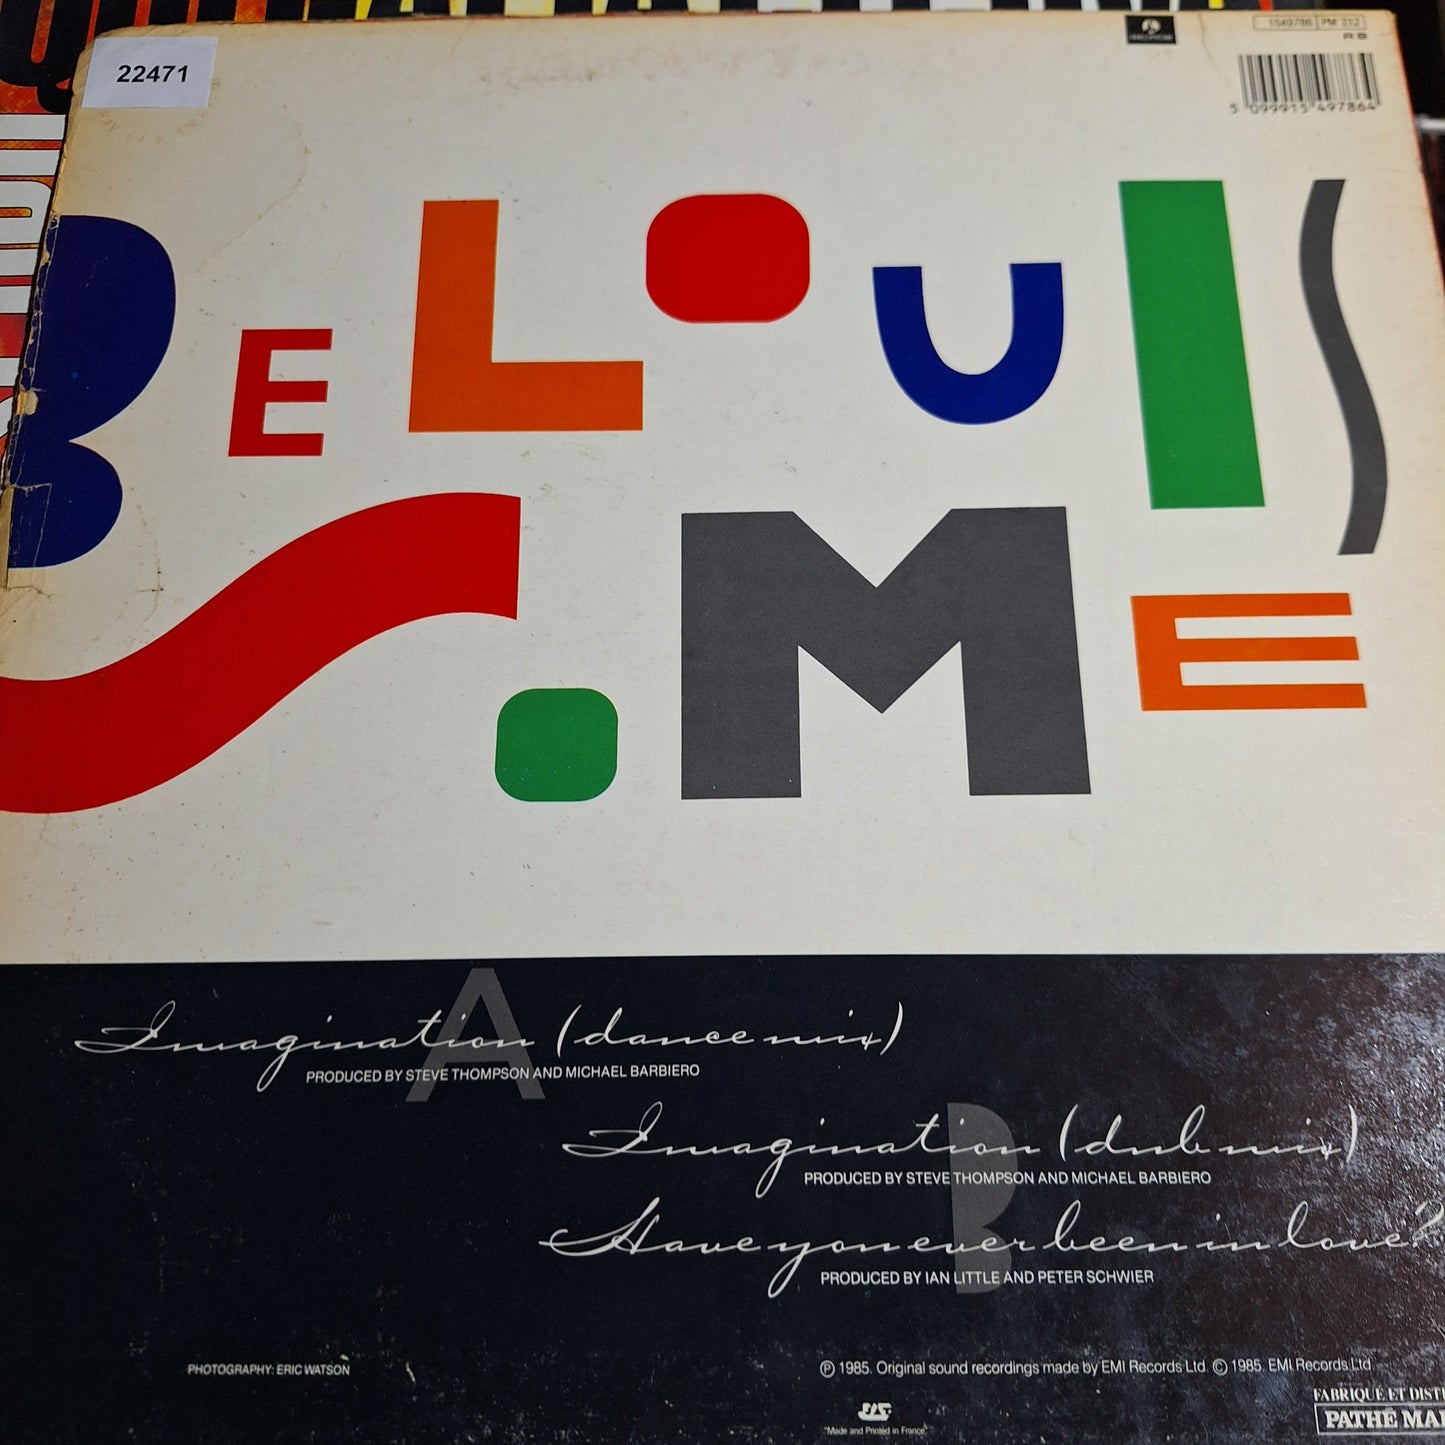 22471
PARLOPHONE
1549786 PM 212
5 099915 497864
BELOUIS
SOME
A
Imagination (dance mix)
PRODUCED BY STEVE THOMPSON AND MICHAEL BARBIERO
B
Imagination (dub mix)
PRODUCED BY STEVE THOMPSON AND MICHAEL BARBIERO
Have you ever been in love?
PRODUCED BY IAN LITTLE AND PETER SCHWIER
PHOTOGRAPHY: ERIC WATSON
℗ 1985. Original sound recordings made by EMI Records Ltd. © 1985. EMI Records Ltd
FABRIQUE ET
PATHÉ
"Made and Printed in France"